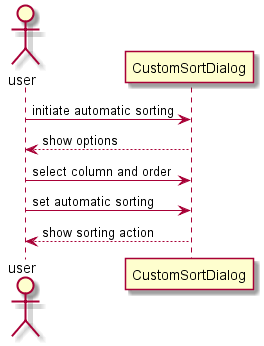 user
CustomSortDialog
initiate automatic sorting
show options
select column and order
set automatic sorting
show sorting action
user
CustomSortDialog